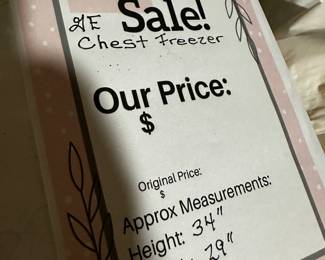 Sale!
GE
Chest Freezer
Our Price:
$
Original Price:
$
Approx Measurements:
Height: 34"
29"